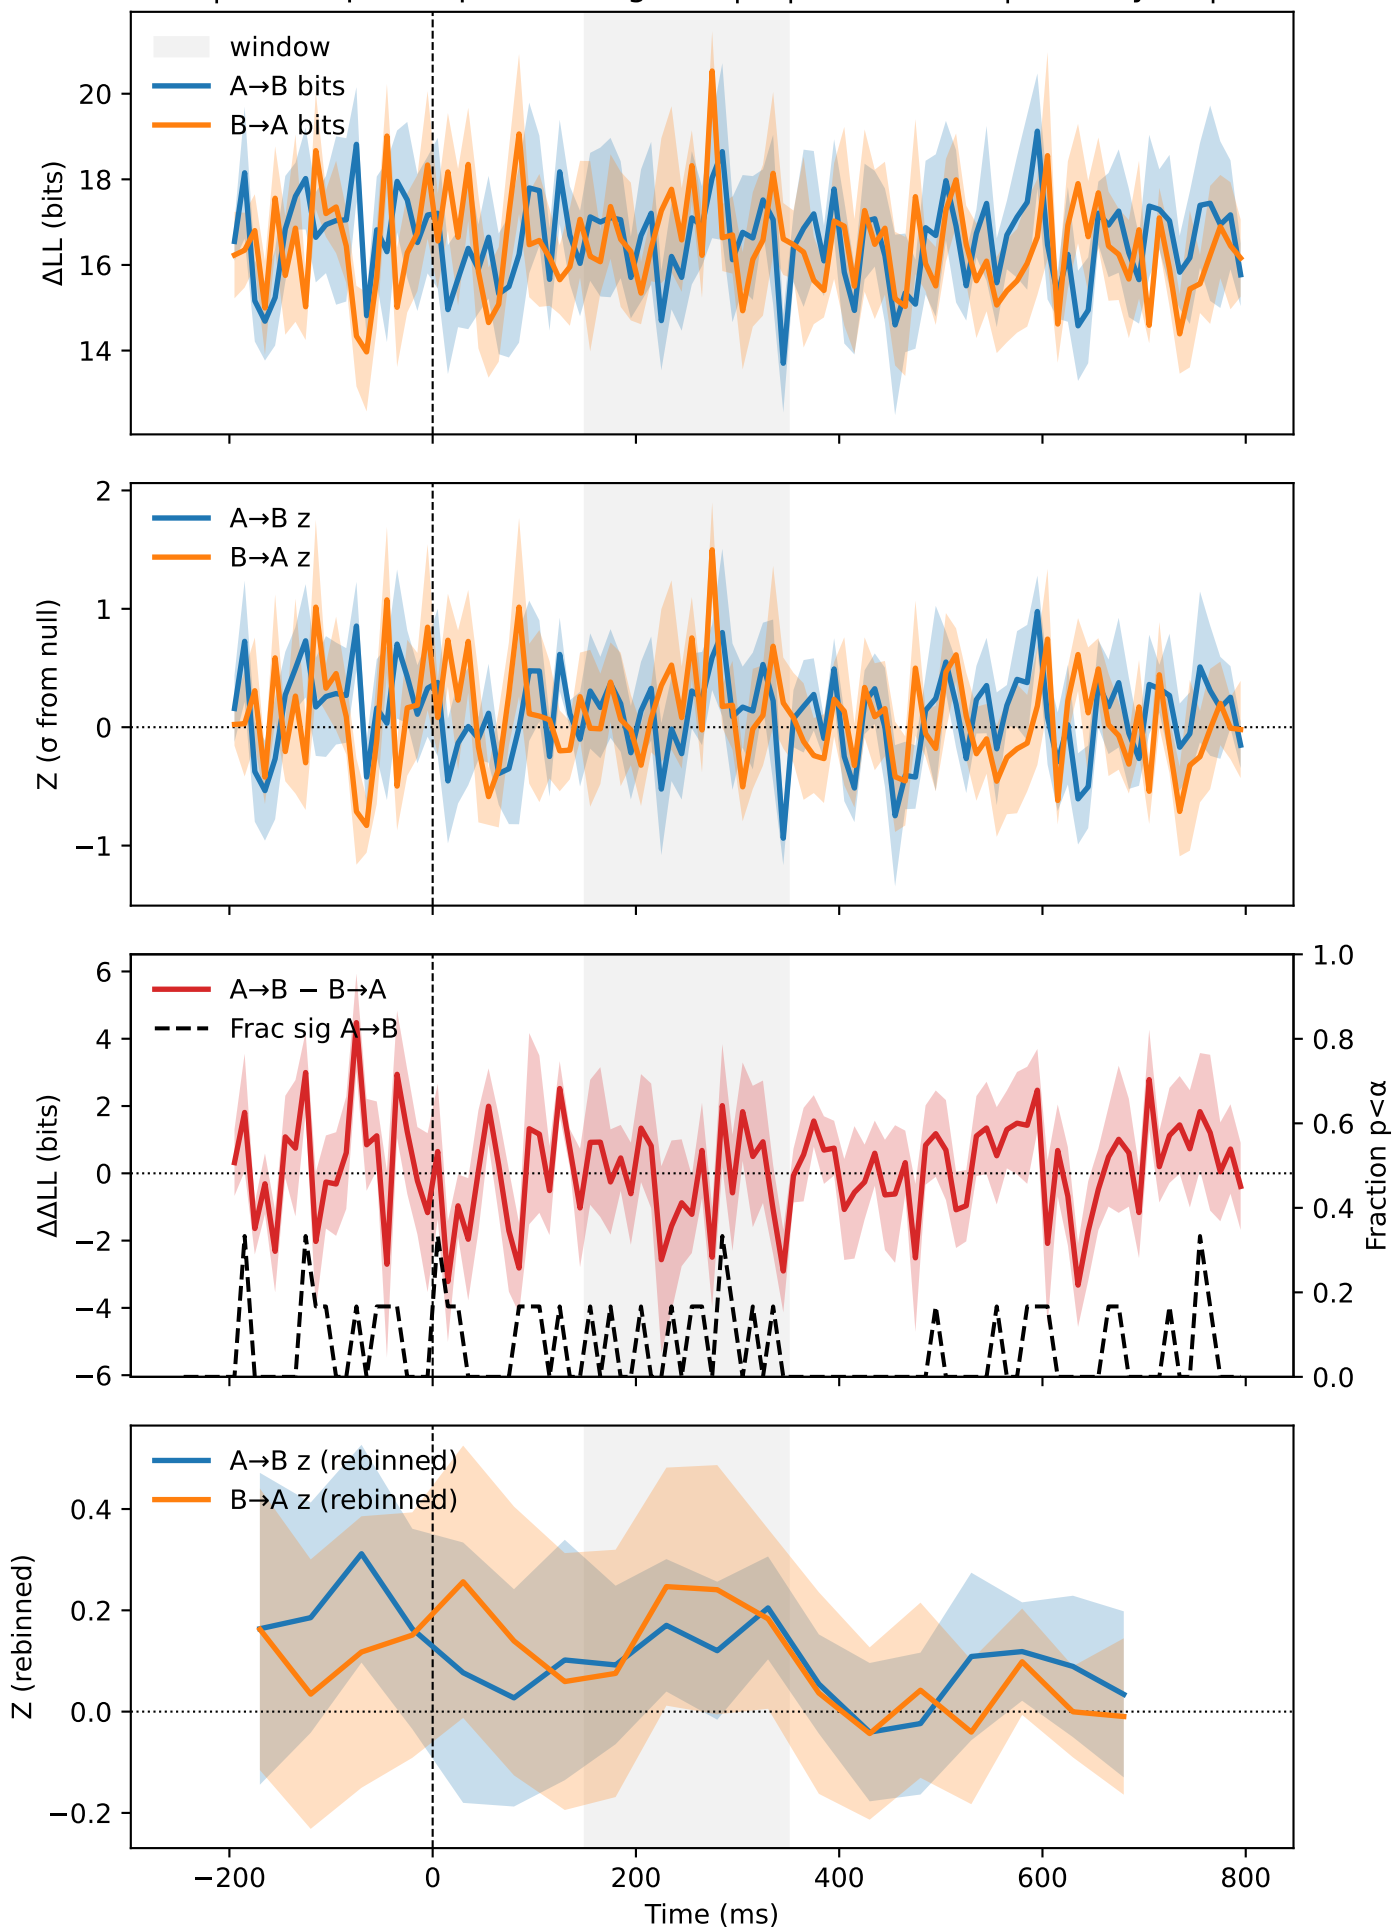 window
A→B bits
B→A bits
ΔLL (bits)
20
18
16
14
A→B z
B→A z
Z (σ from null)
2
1
0
−1
A→B − B→A
Frac sig A→B
ΔΔLL (bits)
6
4
2
0
−2
−4
−6
1.0
0.8
0.6
0.4
0.2
0.0
Fraction p<α
A→B z (rebinned)
B→A z (rebinned)
Z (rebinned)
0.4
0.2
0.0
−0.2
−200
0
200
400
600
800
Time (ms)